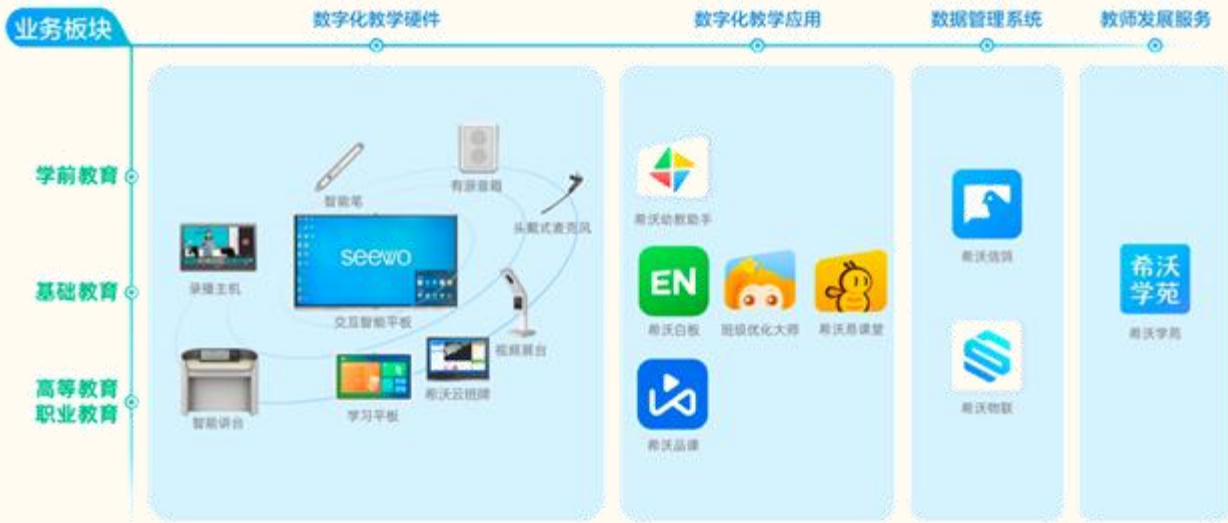 业务板块
数字化教学硬件
数字化教学应用
数据管理系统
教师发展服务
学前教育
基础教育
高等教育
职业教育
智能笔
有源音箱
头戴式麦克风
录播主机
seewo
交互智能平板
视频展台
智能讲台
学习平板
希沃云班牌
希沃幼教助手
EN
希沃白板
班级优化大师
希沃易课堂
希沃品课
希沃信鸽
希沃物联
希沃
学苑
希沃学苑